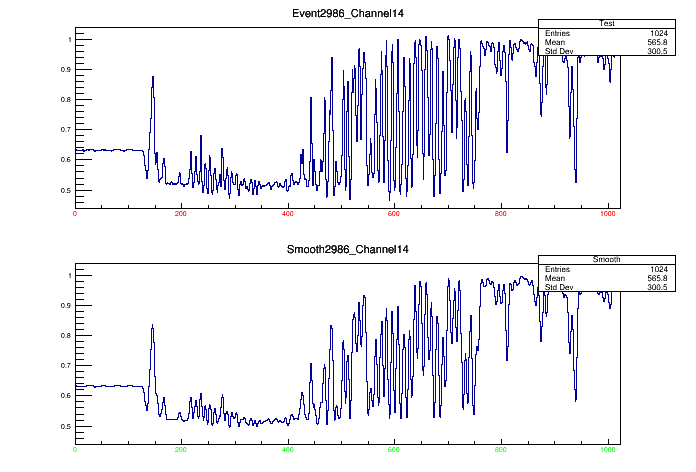 Event2986_Channel14
Test
Entries 1024
Mean 565.8
Std Dev 300.5
1
0.9
0.8
0.7
0.6
0.5
0 200 400 600 800 1000
Smooth2986_Channel14
Smooth
Entries 1024
Mean 565.8
Std Dev 300.5
1
0.9
0.8
0.7
0.6
0.5
0 200 400 600 800 1000